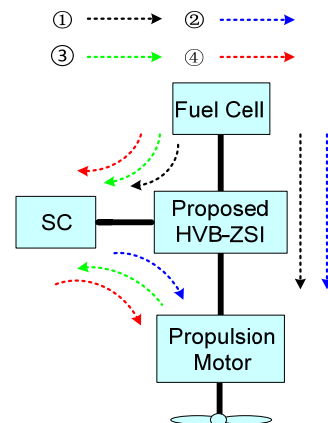 ① ②
③ ④
Fuel Cell
SC
Proposed
HVB-ZSI
Propulsion
Motor